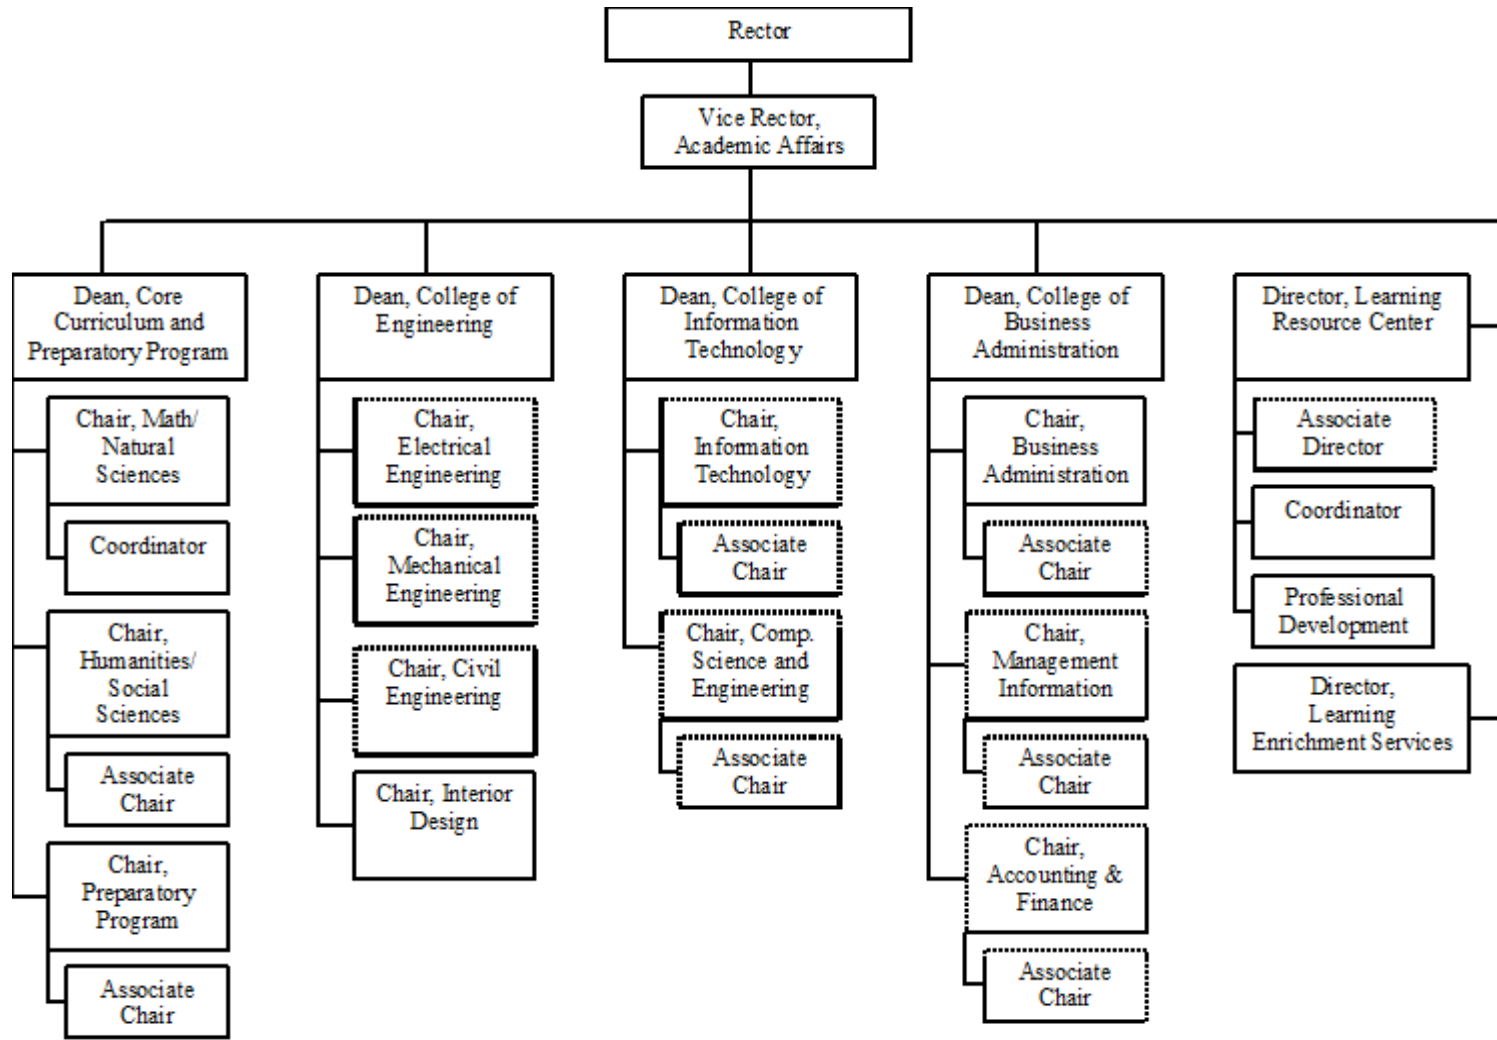 Rector
Vice Rector,
Academic Affairs
Dean, Core
Curriculum and
Preparatory Program
Chair, Math/
Natural
Sciences
Coordinator
Chair,
Humanities/
Social
Sciences
Associate
Chair
Chair,
Preparatory
Program
Associate
Chair
Dean, College of
Engineering
Chair,
Electrical
Engineering
Chair,
Mechanical
Engineering
Chair, Civil
Engineering
Chair, Interior
Design
Dean, College of
Information
Technology
Chair,
Information
Technology
Associate
Chair
Chair, Comp.
Science and
Engineering
Associate
Chair
Dean, College of
Business
Administration
Chair,
Business
Administration
Associate
Chair
Chair,
Management
Information
Associate
Chair
Chair,
Accounting &
Finance
Associate
Chair
Director, Learning
Resource Center
Associate
Director
Coordinator
Professional
Development
Director,
Learning
Enrichment Services